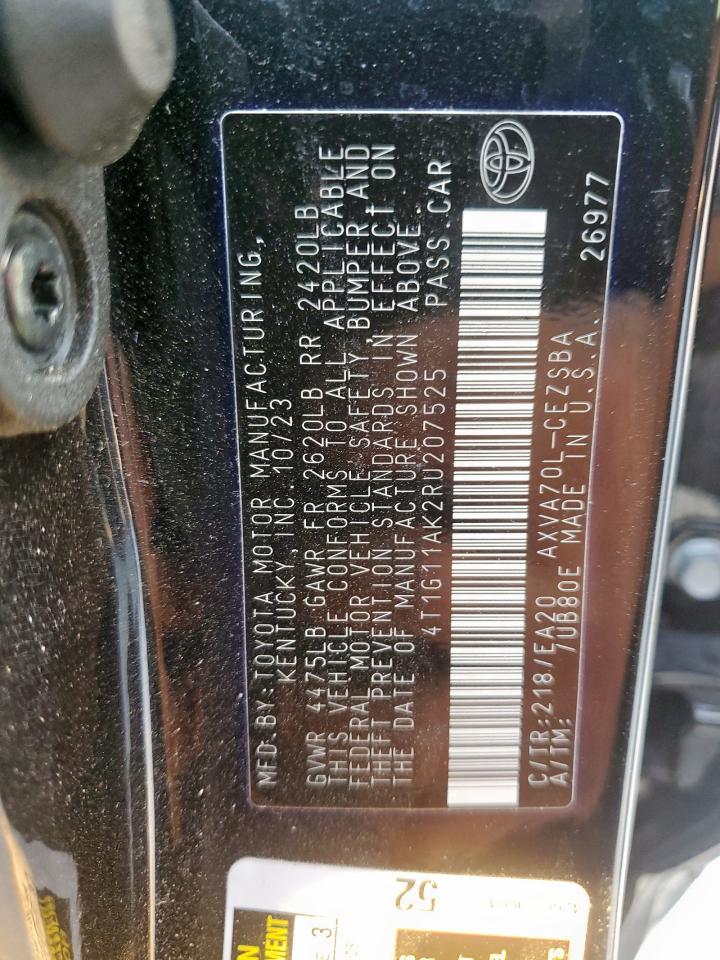 MFD. BY: TOYOTA MOTOR MANUFACTURING,
KENTUCKY, INC. 10/23
GVWR 4475LB GAWR FR 2620LB RR 2420LB
THIS VEHICLE CONFORMS TO ALL APPLICABLE
FEDERAL MOTOR VEHICLE SAFETY, BUMPER AND
THEFT PREVENTION STANDARDS IN EFFECT ON
THE DATE OF MANUFACTURE SHOWN ABOVE.
4T1G11AK2RU207525 PASS.CAR
C/TR:218/EA20 AXVA70L-CEZSBA
A/TM: /UB80E MADE IN U.S.A. 26977
52
3